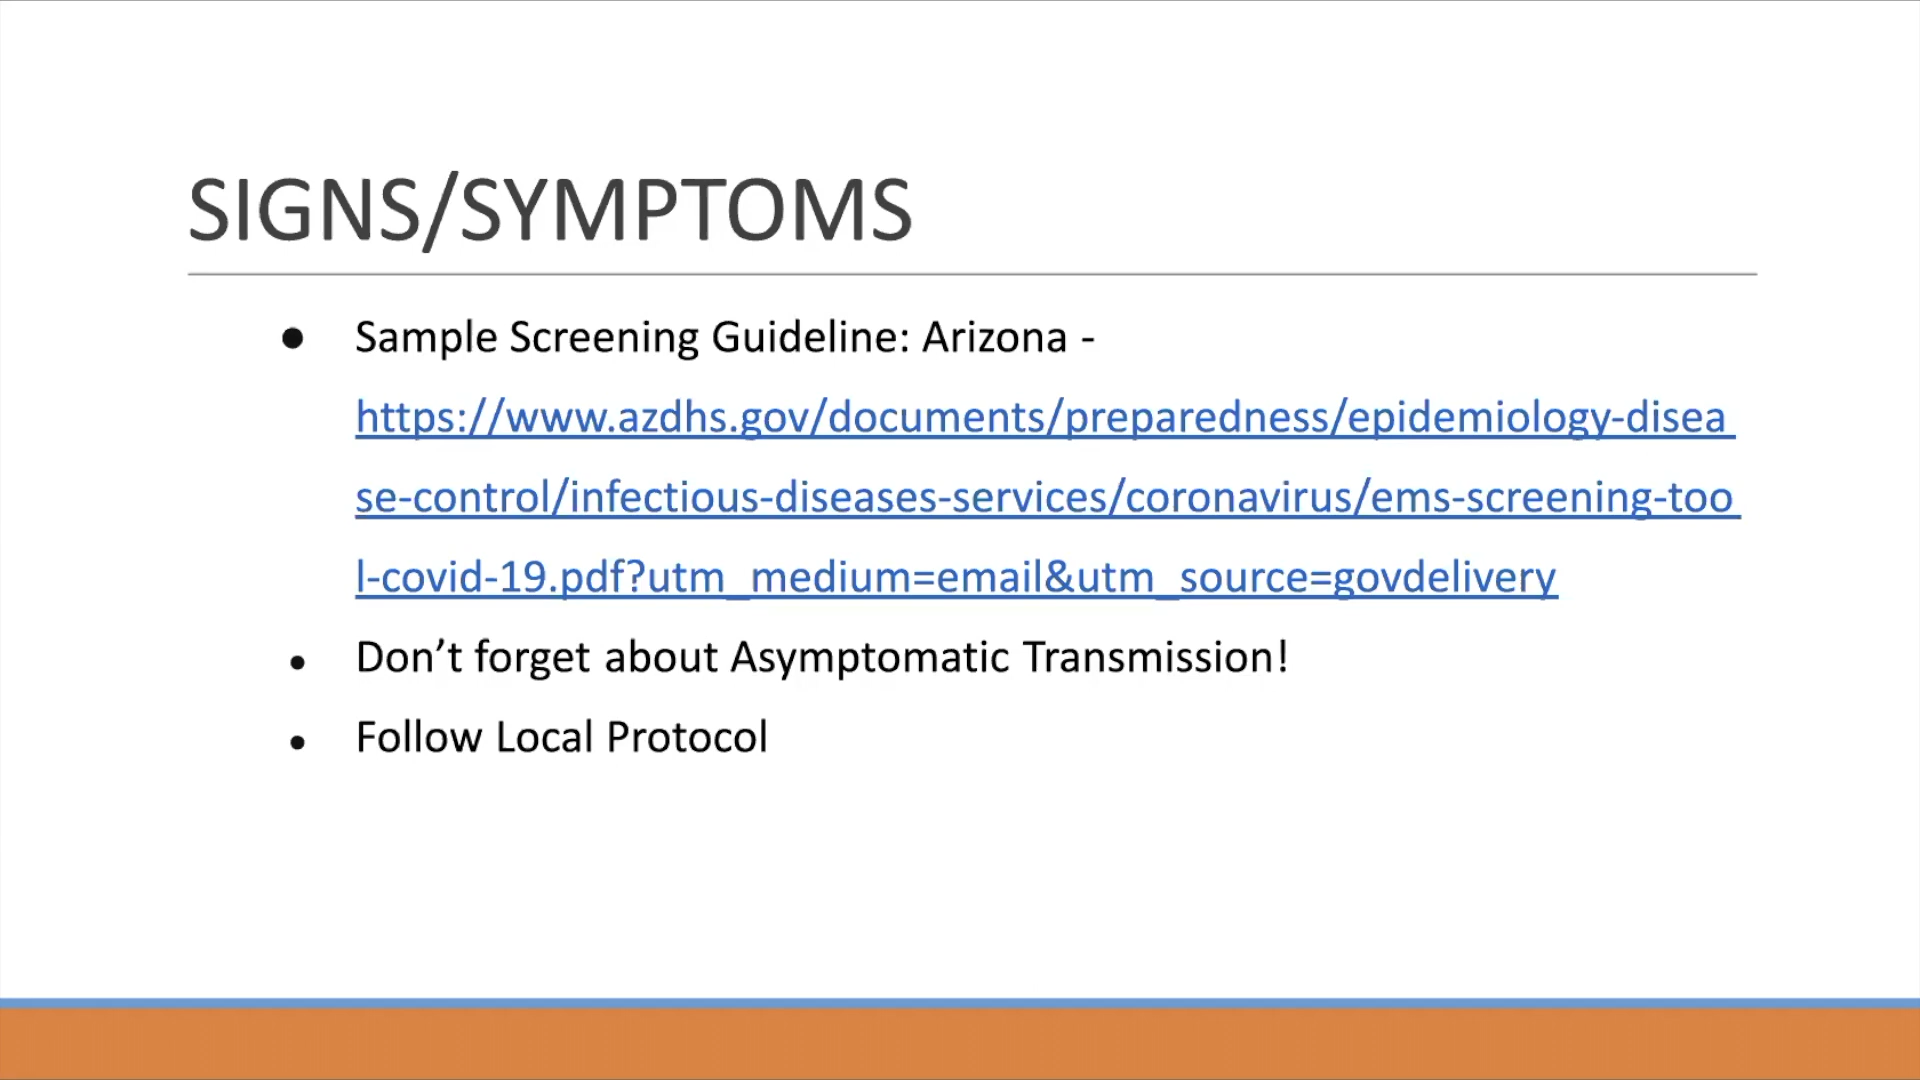 SIGNS/SYMPTOMS
● Sample Screening Guideline: Arizona -
https://www.azdhs.gov/documents/preparedness/epidemiology-disea
se-control/infectious-diseases-services/coronavirus/ems-screening-too
l-covid-19.pdf?utm_medium=email&utm_source=govdelivery
• Don’t forget about Asymptomatic Transmission!
• Follow Local Protocol